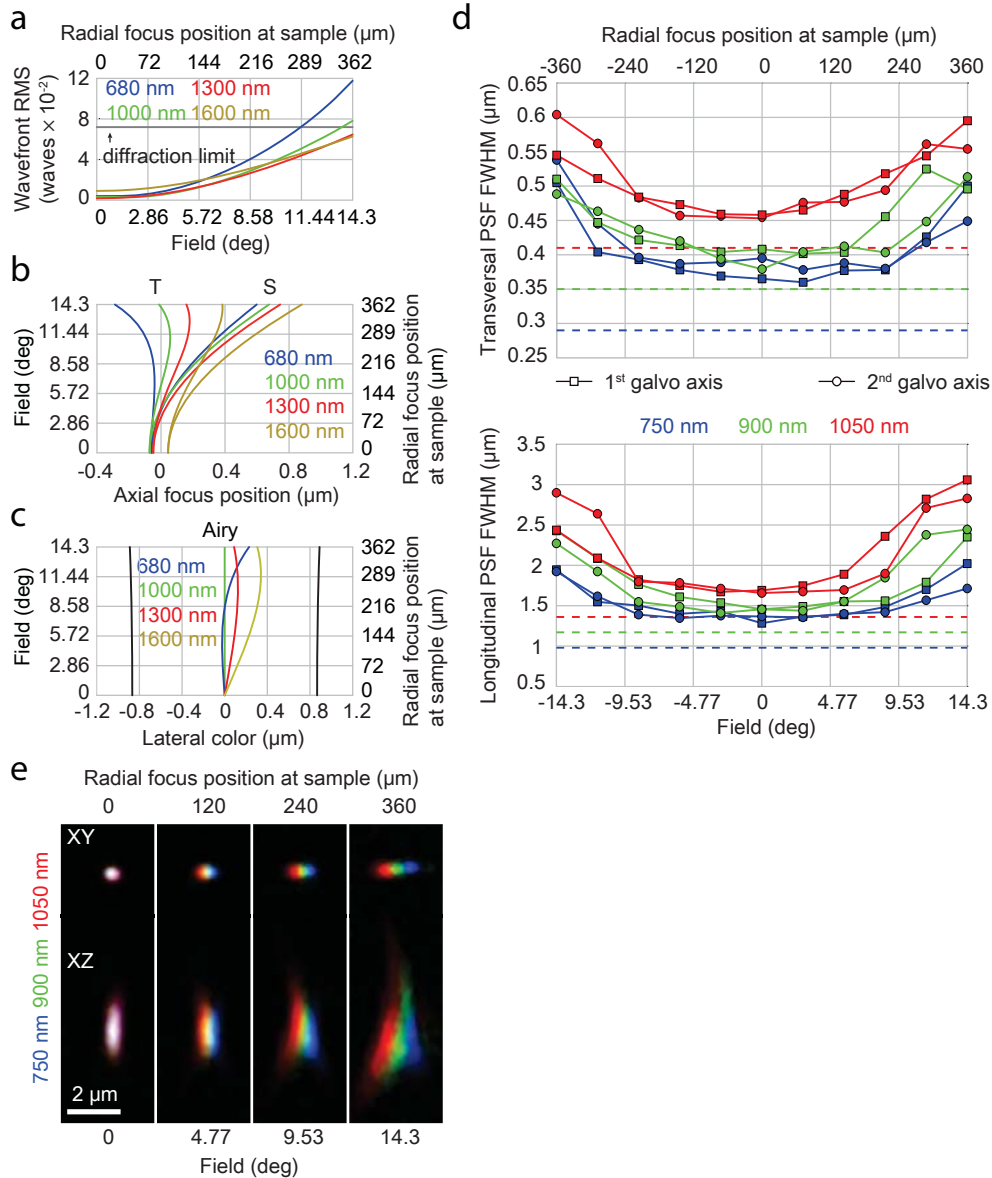 a
Radial focus position at sample (µm)
0 72 144 216 289 362
Wavefront RMS
(waves × 10⁻²)
12
8
4
0
680 nm 1300 nm
1000 nm 1600 nm
diffraction limit
0 2.86 5.72 8.58 11.44 14.3
Field (deg)
b
T S
14.3 362
11.44 289
8.58 216
5.72 144
2.86 72
0 0
Field (deg)
Radial focus position
at sample (µm)
680 nm
1000 nm
1300 nm
1600 nm
-0.4 0 0.4 0.8 1.2
Axial focus position (µm)
c
Airy
14.3 362
11.44 289
8.58 216
5.72 144
2.86 72
0 0
Field (deg)
Radial focus position
at sample (µm)
680 nm
1000 nm
1300 nm
1600 nm
-1.2 -0.8 0 0.4 0.8 1.2
Lateral color (µm)
d
Radial focus position at sample (µm)
-360 -240 -120 0 120 240 360
Transversal PSF FWHM (µm)
0.65
0.6
0.55
0.5
0.45
0.4
0.35
0.3
0.25
1ˢᵗ galvo axis 2ⁿᵈ galvo axis
750 nm 900 nm 1050 nm
Longitudinal PSF FWHM (µm)
3.5
3
2.5
2
1.5
1
0.5
-14.3 -9.53 -4.77 0 4.77 9.53 14.3
Field (deg)
e
Radial focus position at sample (µm)
0 120 240 360
XY
XZ
750 nm 900 nm 1050 nm
2 µm
0 4.77 9.53 14.3
Field (deg)